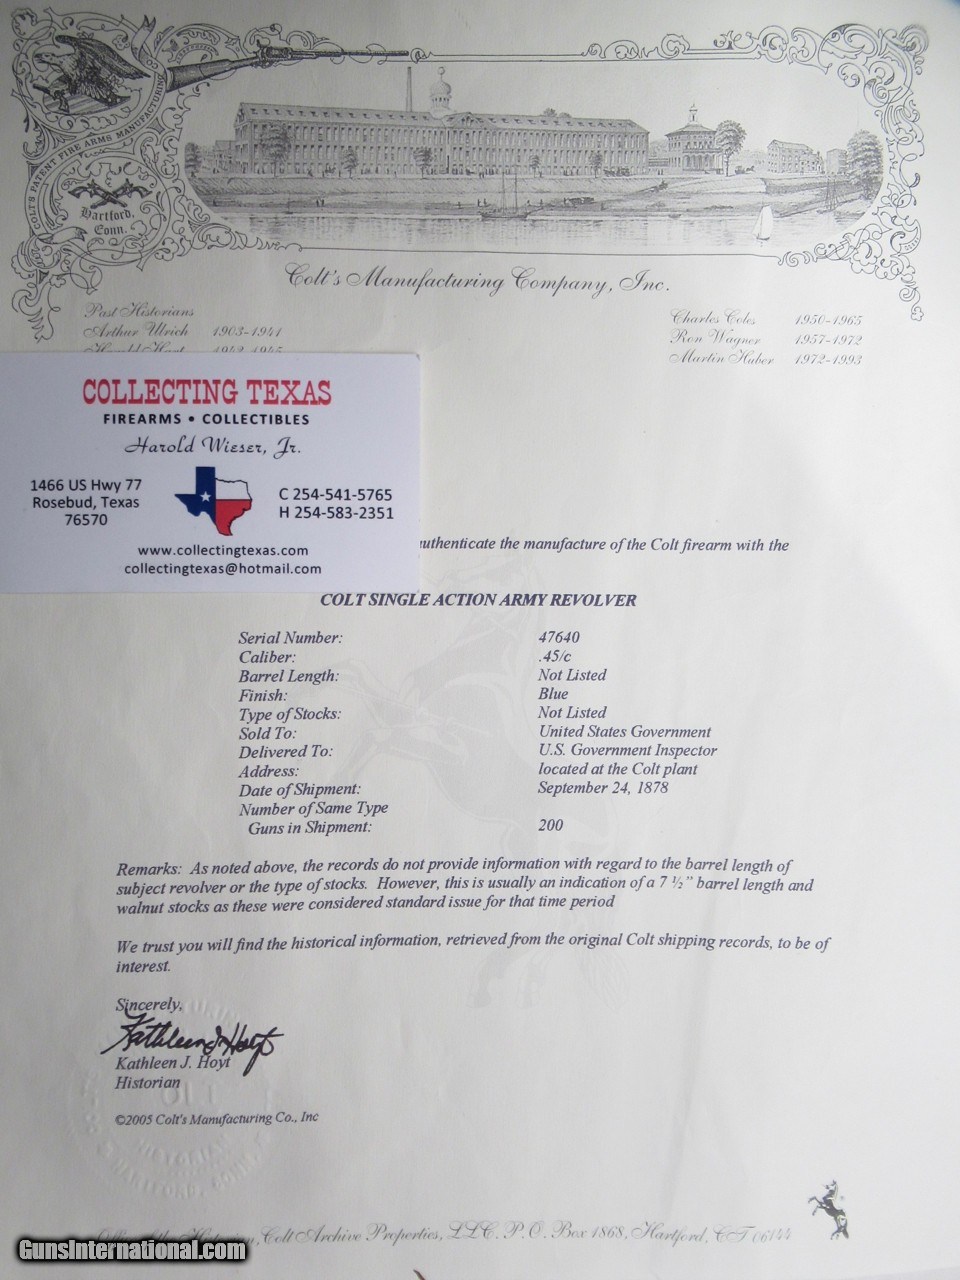 COLT'S PATENT FIRE ARMS MANUFACTURING
Hartford,
Conn.
Colt's Manufacturing Company, Inc.
Past Historians
Arthur Ulrich 1903-1941
Charles Coles 1950-1965
Ron Wagner 1957-1972
Martin Huber 1972-1993
COLLECTING TEXAS
FIREARMS • COLLECTIBLES
Harold Wieser, Jr.
1466 US Hwy 77
Rosebud, Texas
76570
C 254-541-5765
H 254-583-2351
www.collectingtexas.com
collectingtexas@hotmail.com
uthenticate the manufacture of the Colt firearm with the
COLT SINGLE ACTION ARMY REVOLVER
Serial Number: 47640
Caliber: .45/c
Barrel Length: Not Listed
Finish: Blue
Type of Stocks: Not Listed
Sold To: United States Government
Delivered To: U.S. Government Inspector
Address: located at the Colt plant
Date of Shipment: September 24, 1878
Number of Same Type
Guns in Shipment: 200
Remarks: As noted above, the records do not provide information with regard to the barrel length of
subject revolver or the type of stocks. However, this is usually an indication of a 7 ½" barrel length and
walnut stocks as these were considered standard issue for that time period
We trust you will find the historical information, retrieved from the original Colt shipping records, to be of
interest.
Sincerely,
Kathleen J. Hoyt
Kathleen J. Hoyt
Historian
©2005 Colt's Manufacturing Co., Inc
Historian, Colt Archive Properties, LLC. P.O. Box 1868, Hartford, CT 06144
GunsInternational.com